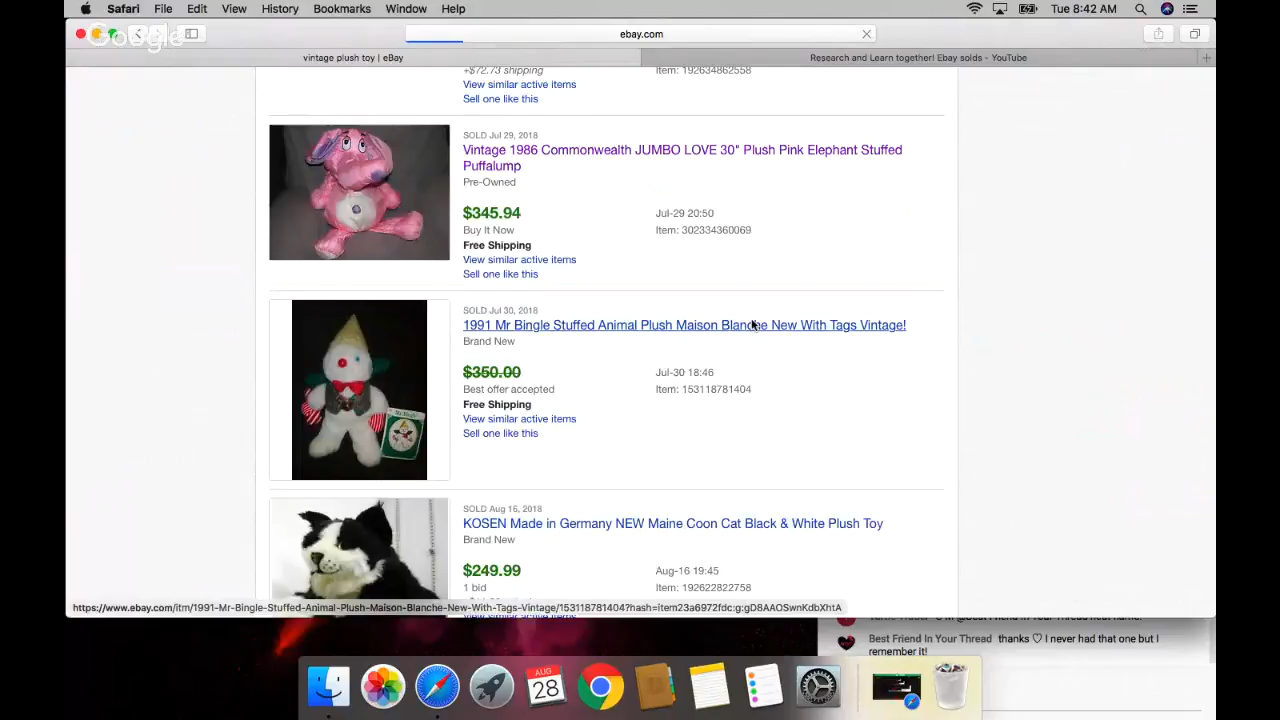 Safari File Edit View History Bookmarks Window Help Tue 8:42 AM
Google
ebay.com
vintage plush toy | eBay
Research and Learn together! Ebay solds - YouTube
+$72.73 shipping Item: 192634862558
View similar active items
Sell one like this
SOLD Jul 29, 2018
Vintage 1986 Commonwealth JUMBO LOVE 30" Plush Pink Elephant Stuffed
Puffalump
Pre-Owned
$345.94 Jul-29 20:50
Buy It Now Item: 302334360069
Free Shipping
View similar active items
Sell one like this
SOLD Jul 30, 2018
1991 Mr Bingle Stuffed Animal Plush Maison Blanche New With Tags Vintage!
Brand New
$350.00 Jul-30 18:46
Best offer accepted Item: 153118781404
Free Shipping
View similar active items
Sell one like this
Mr. Bingle
SOLD Aug 16, 2018
KOSEN Made in Germany NEW Maine Coon Cat Black & White Plush Toy
Brand New
$249.99 Aug-16 19:45
1 bid Item: 192622822758
https://www.ebay.com/itm/1991-Mr-Bingle-Stuffed-Animal-Plush-Maison-Blanche-New-With-Tags-Vintage/153118781404?hash=item23a6972fdc:g:gD8AAOSwnKdbXhtA
Best Friend In Your Thread thanks ♡ I never had that one but I
remember it!
AUG
28